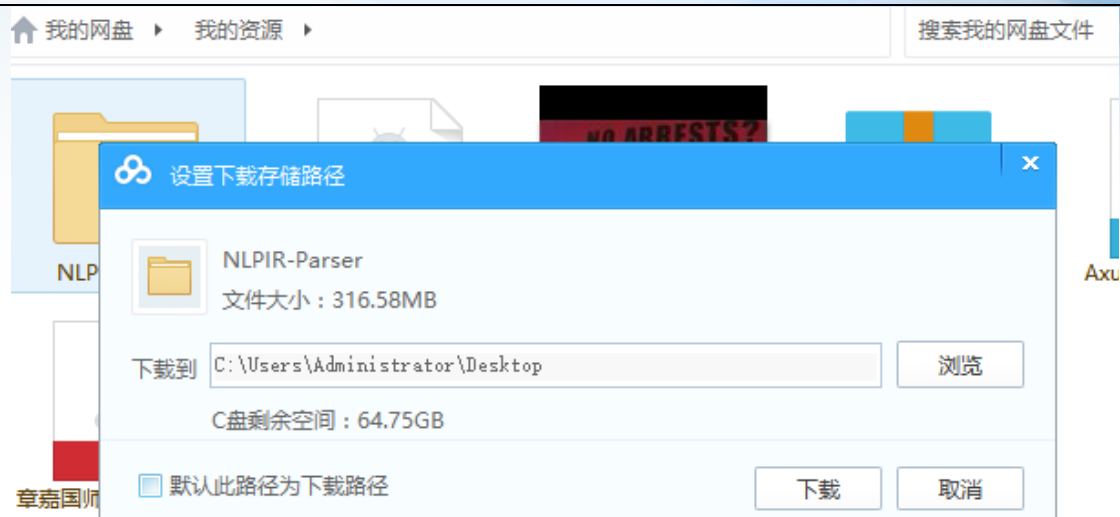 我的网盘 我的资源
搜索我的网盘文件
NO ARRESTS?
设置下载存储路径
NLPIR-Parser
文件大小：316.58MB
NLP
Axu
下载到 C:\Users\Administrator\Desktop 浏览
C盘剩余空间：64.75GB
默认此路径为下载路径 下载 取消
章嘉国师